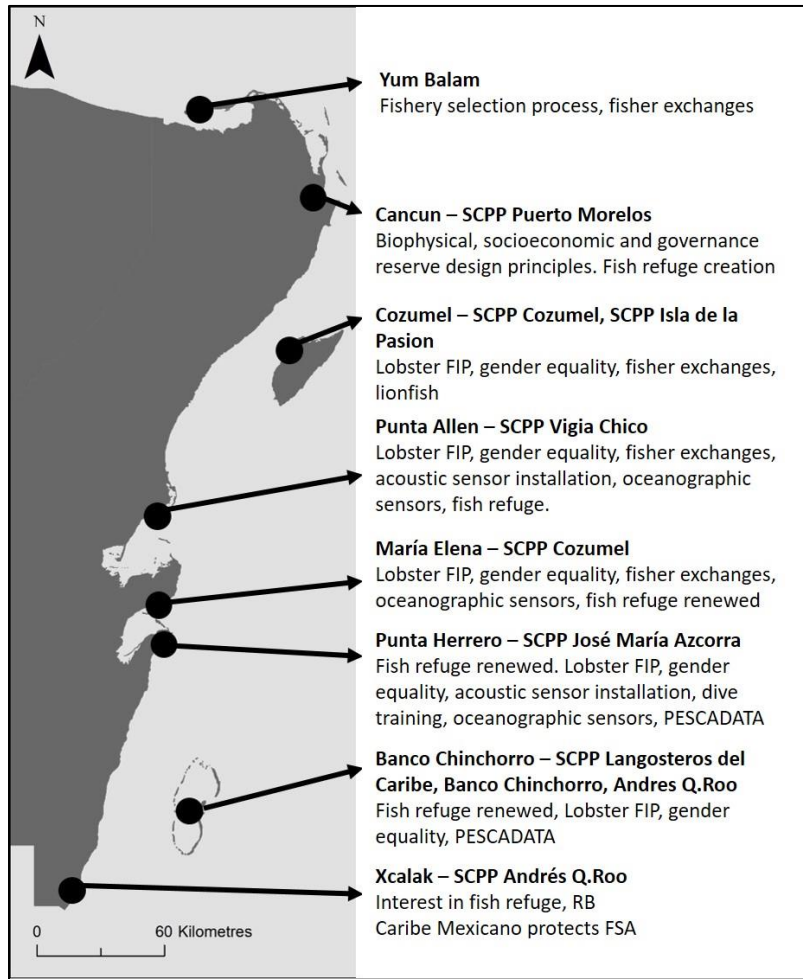 N
Yum Balam
Fishery selection process, fisher exchanges
Cancun – SCPP Puerto Morelos
Biophysical, socioeconomic and governance
reserve design principles. Fish refuge creation
Cozumel – SCPP Cozumel, SCPP Isla de la
Pasion
Lobster FIP, gender equality, fisher exchanges,
lionfish
Punta Allen – SCPP Vigia Chico
Lobster FIP, gender equality, fisher exchanges,
acoustic sensor installation, oceanographic
sensors, fish refuge.
María Elena – SCPP Cozumel
Lobster FIP, gender equality, fisher exchanges,
oceanographic sensors, fish refuge renewed
Punta Herrero – SCPP José María Azcorra
Fish refuge renewed. Lobster FIP, gender
equality, acoustic sensor installation, dive
training, oceanographic sensors, PESCADATA
Banco Chinchorro – SCPP Langosteros del
Caribe, Banco Chinchorro, Andres Q.Roo
Fish refuge renewed, Lobster FIP, gender
equality, PESCADATA
Xcalak – SCPP Andrés Q.Roo
Interest in fish refuge, RB
Caribe Mexicano protects FSA
0 60 Kilometres